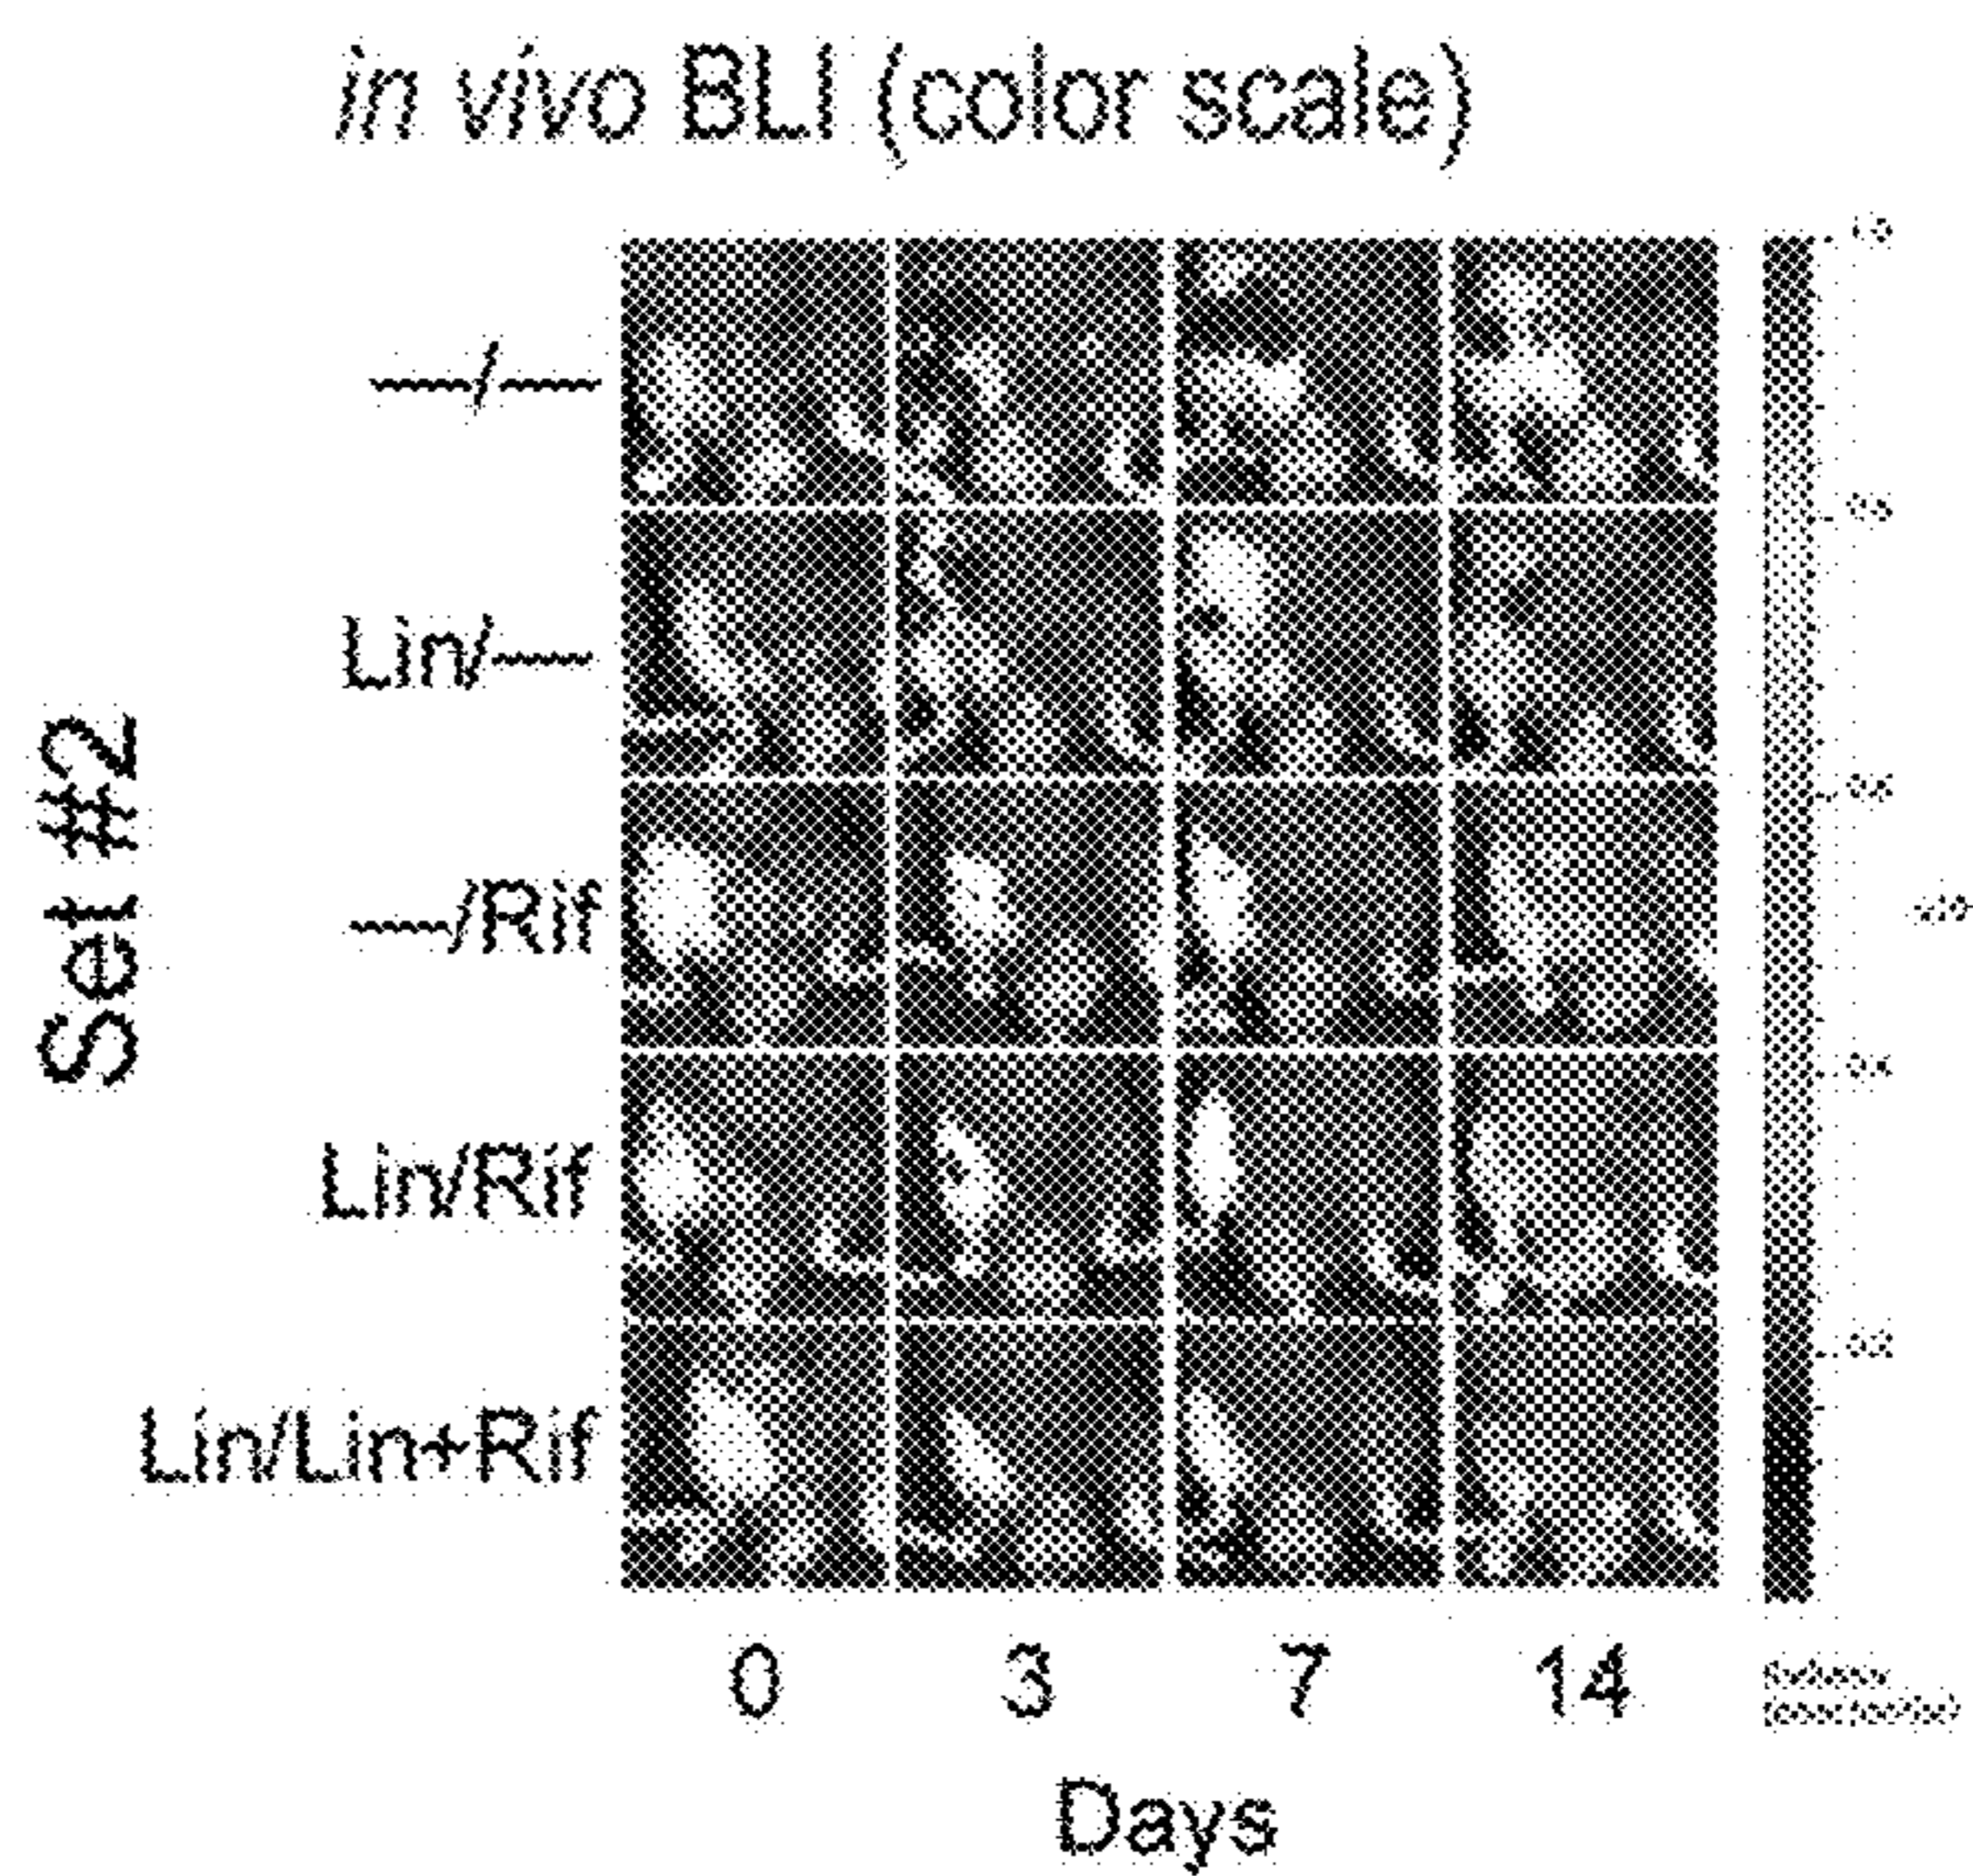 in vivo BLI (color scale)
Set #2
——/——
Lin/——
——/Rif
Lin/Rif
Lin/Lin+Rif
0 3 7 14
Days